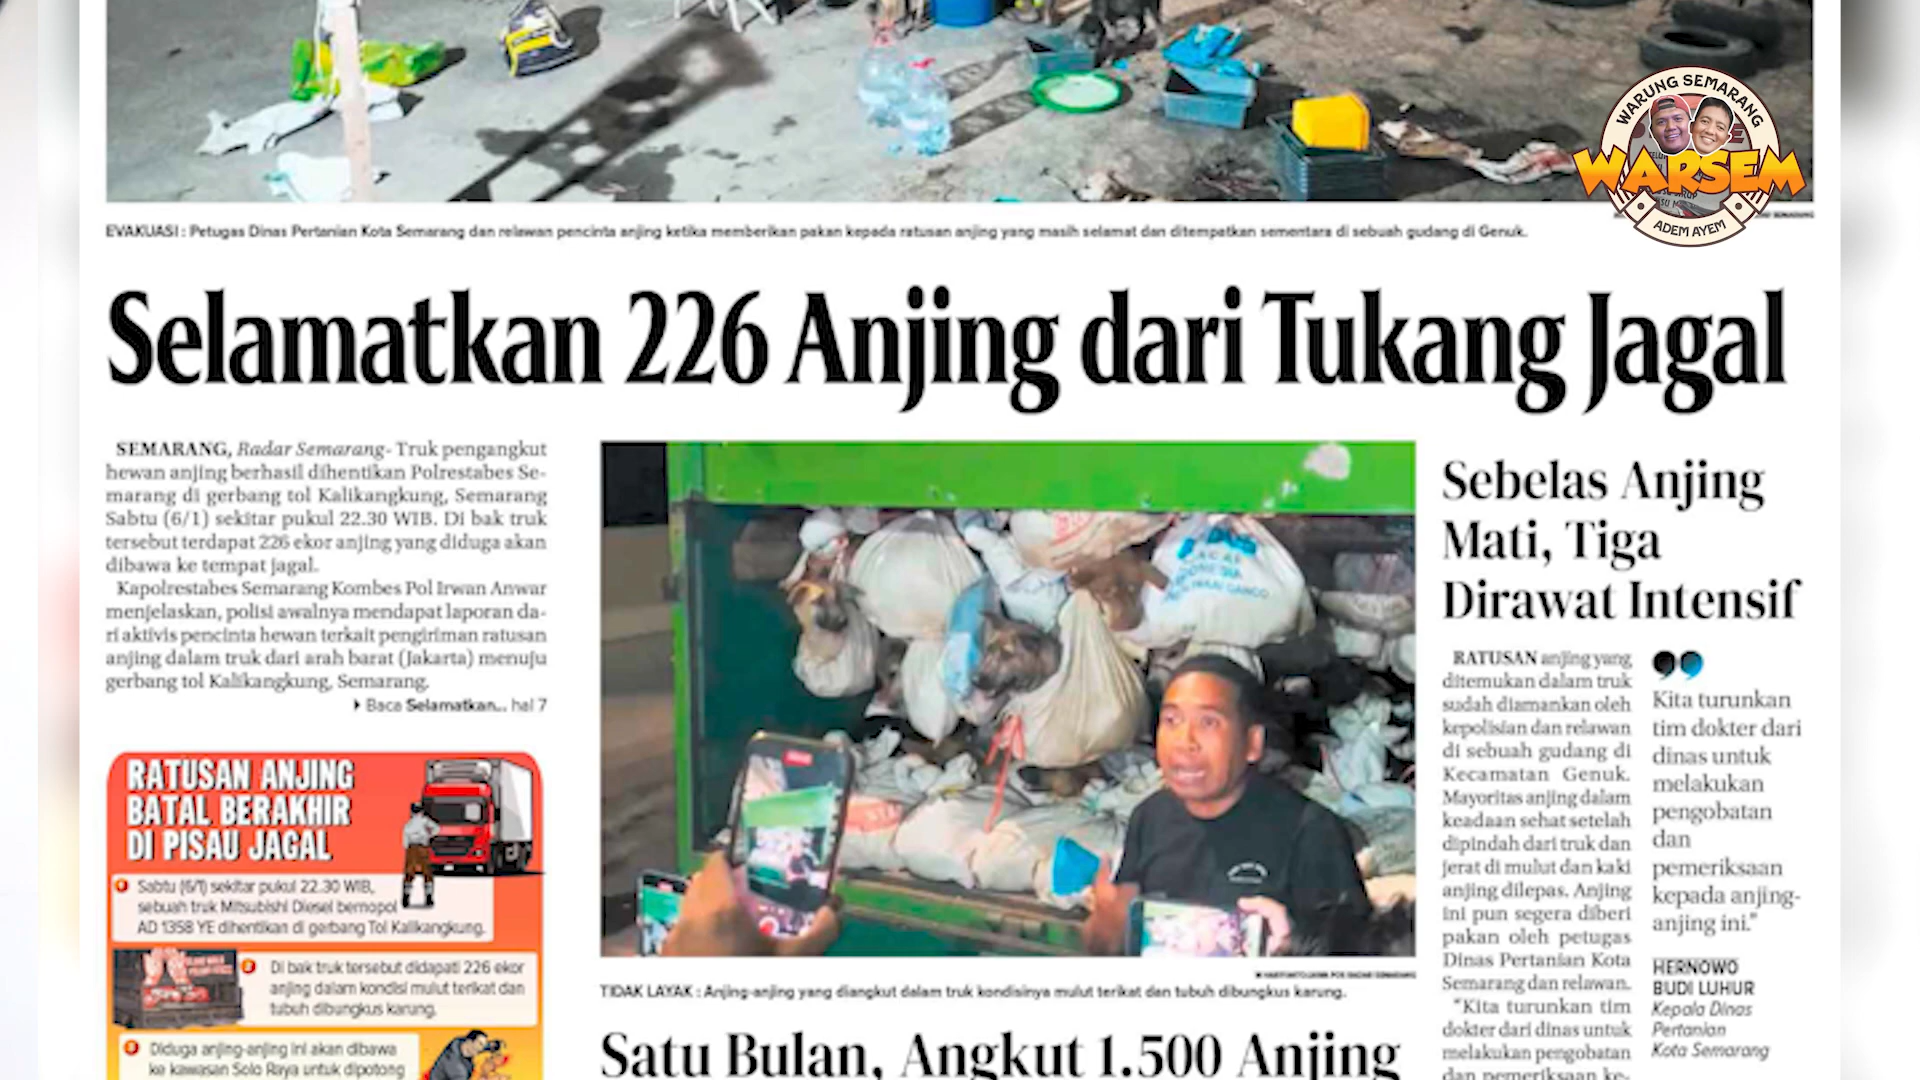 WARUNG SEMARANG
WARSEM
ADEM AYEM
EVAKUASI : Petugas Dinas Pertanian Kota Semarang dan relawan pencinta anjing ketika memberikan pakan kepada ratusan anjing yang masih selamat dan ditempatkan sementara di sebuah gudang di Genuk.
Selamatkan 226 Anjing dari Tukang Jagal
SEMARANG, Radar Semarang- Truk pengangkut
hewan anjing berhasil dihentikan Polrestabes Se-
marang di gerbang tol Kalikangkung, Semarang
Sabtu (6/1) sekitar pukul 22.30 WIB. Di bak truk
tersebut terdapat 226 ekor anjing yang diduga akan
dibawa ke tempat jagal.
Kapolrestabes Semarang Kombes Pol Irwan Anwar
menjelaskan, polisi awalnya mendapat laporan da-
ri aktivis pencinta hewan terkait pengiriman ratusan
anjing dalam truk dari arah barat (Jakarta) menuju
gerbang tol Kalikangkung, Semarang.
Baca Selamatkan... hal 7
RATUSAN ANJING
BATAL BERAKHIR
DI PISAU JAGAL
1 Sabtu (6/1) sekitar pukul 22.30 WIB,
sebuah truk Mitsubishi Diesel bernopol
AD 1358 YE dihentikan di gerbang Tol Kalikangkung.
2 Di bak truk tersebut didapati 226 ekor
anjing dalam kondisi mulut terikat dan
tubuh dibungkus karung.
3 Diduga anjing-anjing ini akan dibawa
ke kawasan Solo Raya untuk dipotong
TIDAK LAYAK : Anjing-anjing yang diangkut dalam truk kondisinya mulut terikat dan tubuh dibungkus karung.
Satu Bulan, Angkut 1.500 Anjing
Sebelas Anjing
Mati, Tiga
Dirawat Intensif
RATUSAN anjing yang
ditemukan dalam truk
sudah diamankan oleh
kepolisian dan relawan
di sebuah gudang di
Kecamatan Genuk.
Mayoritas anjing dalam
keadaan sehat setelah
dipindah dari truk dan
jerat di mulut dan kaki
anjing dilepas. Anjing
ini pun segera diberi
pakan oleh petugas
Dinas Pertanian Kota
Semarang dan relawan.
"Kita turunkan tim
dokter dari dinas untuk
melakukan pengobatan
dan pemeriksaan ke-
Kita turunkan
tim dokter dari
dinas untuk
melakukan
pengobatan
dan
pemeriksaan
kepada anjing-
anjing ini."
HERNOWO
BUDI LUHUR
Kepala Dinas
Pertanian
Kota Semarang